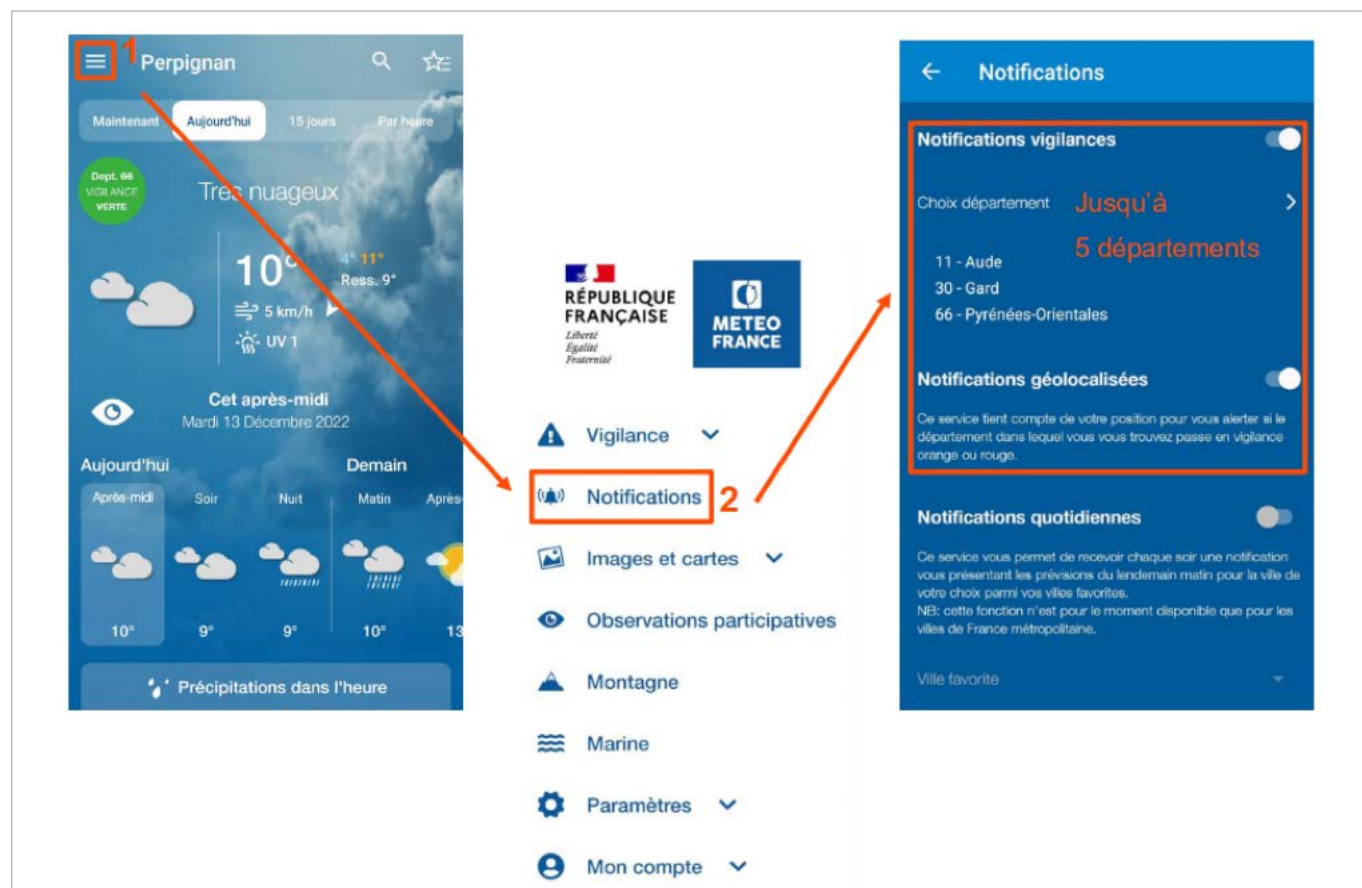 1
Perpignan
Maintenant
Aujourd'hui
15 jours
Par heure
Dept. 66
VIGILANCE
VERTE
Très nuageux
10°
4° 11°
Ress. 9°
5 km/h
UV 1
Cet après-midi
Mardi 13 Décembre 2022
Aujourd'hui
Demain
Après-midi
Soir
Nuit
Matin
Après-
10°
9°
9°
10°
13
Précipitations dans l'heure
RÉPUBLIQUE
FRANÇAISE
Liberté
Égalité
Fraternité
METEO
FRANCE
Vigilance
Notifications
2
Images et cartes
Observations participatives
Montagne
Marine
Paramètres
Mon compte
Notifications
Notifications vigilances
Choix département
Jusqu'à
5 départements
11 - Aude
30 - Gard
66 - Pyrénées-Orientales
Notifications géolocalisées
Ce service tient compte de votre position pour vous alerter si le
département dans lequel vous vous trouvez passe en vigilance
orange ou rouge.
Notifications quotidiennes
Ce service vous permet de recevoir chaque soir une notification
vous présentant les prévisions du lendemain matin pour la ville de
votre choix parmi vos villes favorites.
NB: cette fonction n'est pour le moment disponible que pour les
villes de France métropolitaine.
Ville favorite